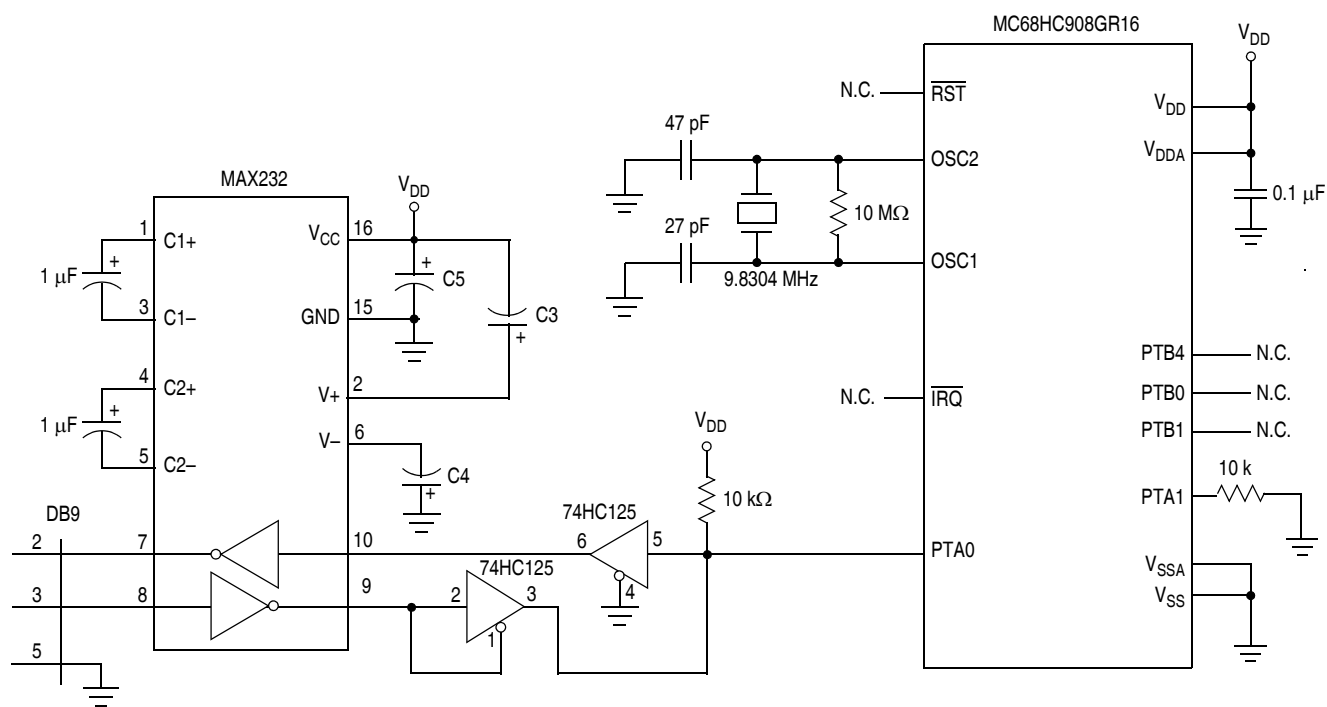 MC68HC908GR16
VDD
N.C.
RST
VDD
47 pF
OSC2
VDDA
MAX232
VDD
10 MΩ
0.1 µF
1
C1+
VCC
16
27 pF
1 µF
+
+
C5
OSC1
9.8304 MHz
3
C1–
GND
15
C3
+
PTB4
N.C.
4
C2+
V+
2
N.C.
IRQ
PTB0
N.C.
1 µF
+
VDD
PTB1
N.C.
V–
6
5
C2–
C4
+
10 k
10 kΩ
PTA1
DB9
74HC125
2
7
10
6
5
PTA0
74HC125
4
VSSA
3
8
9
2
3
VSS
1
5